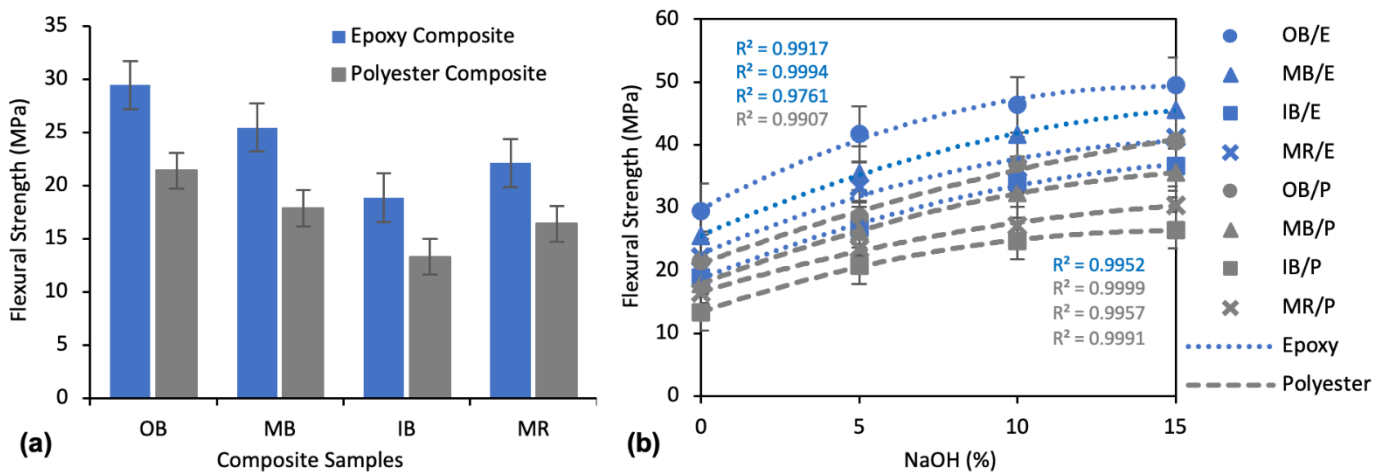 35
30
25
20
15
10
5
0
Flexural Strength (MPa)
Epoxy Composite
Polyester Composite
OB
MB
IB
MR
Composite Samples
(a)
60
50
40
30
20
10
0
Flexural Strength (MPa)
R² = 0.9917
R² = 0.9994
R² = 0.9761
R² = 0.9907
R² = 0.9952
R² = 0.9999
R² = 0.9957
R² = 0.9991
0
5
10
15
NaOH (%)
(b)
OB/E
MB/E
IB/E
MR/E
OB/P
MB/P
IB/P
MR/P
Epoxy
Polyester